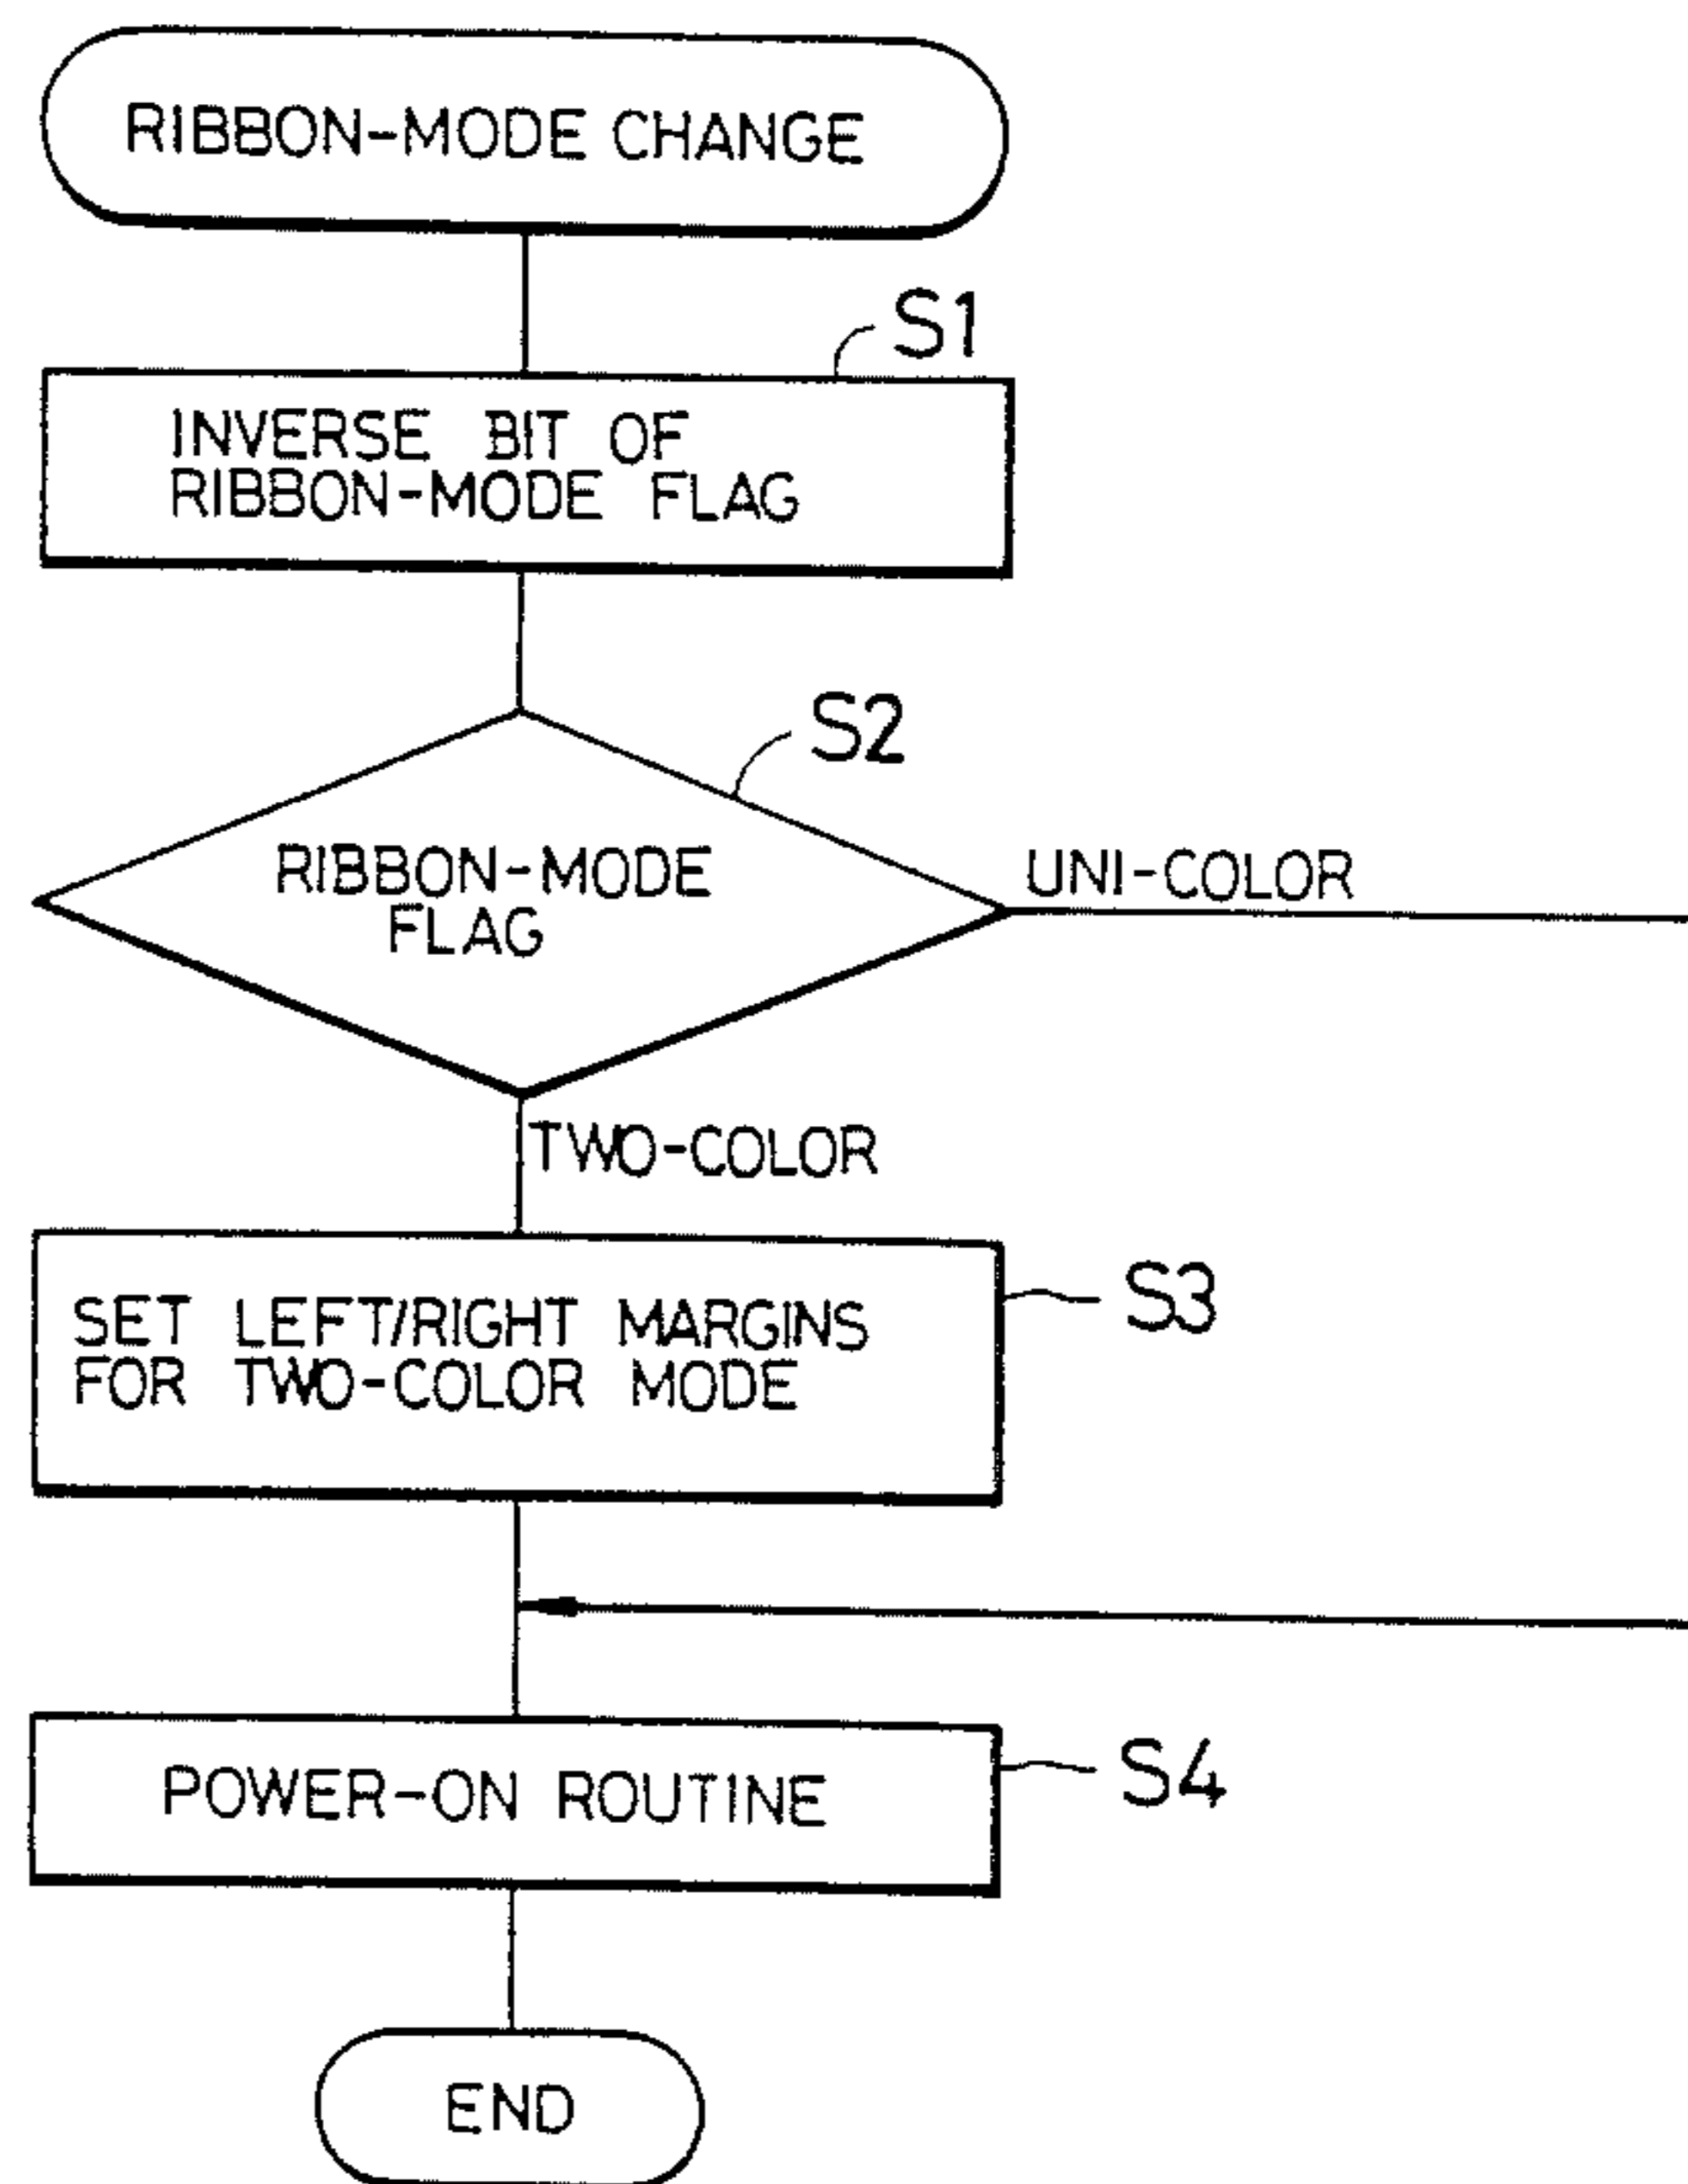 RIBBON-MODE CHANGE
S1
INVERSE BIT OF
RIBBON-MODE FLAG
S2
RIBBON-MODE
FLAG
UNI-COLOR
TWO-COLOR
SET LEFT/RIGHT MARGINS
FOR TWO-COLOR MODE
S3
POWER-ON ROUTINE
S4
END